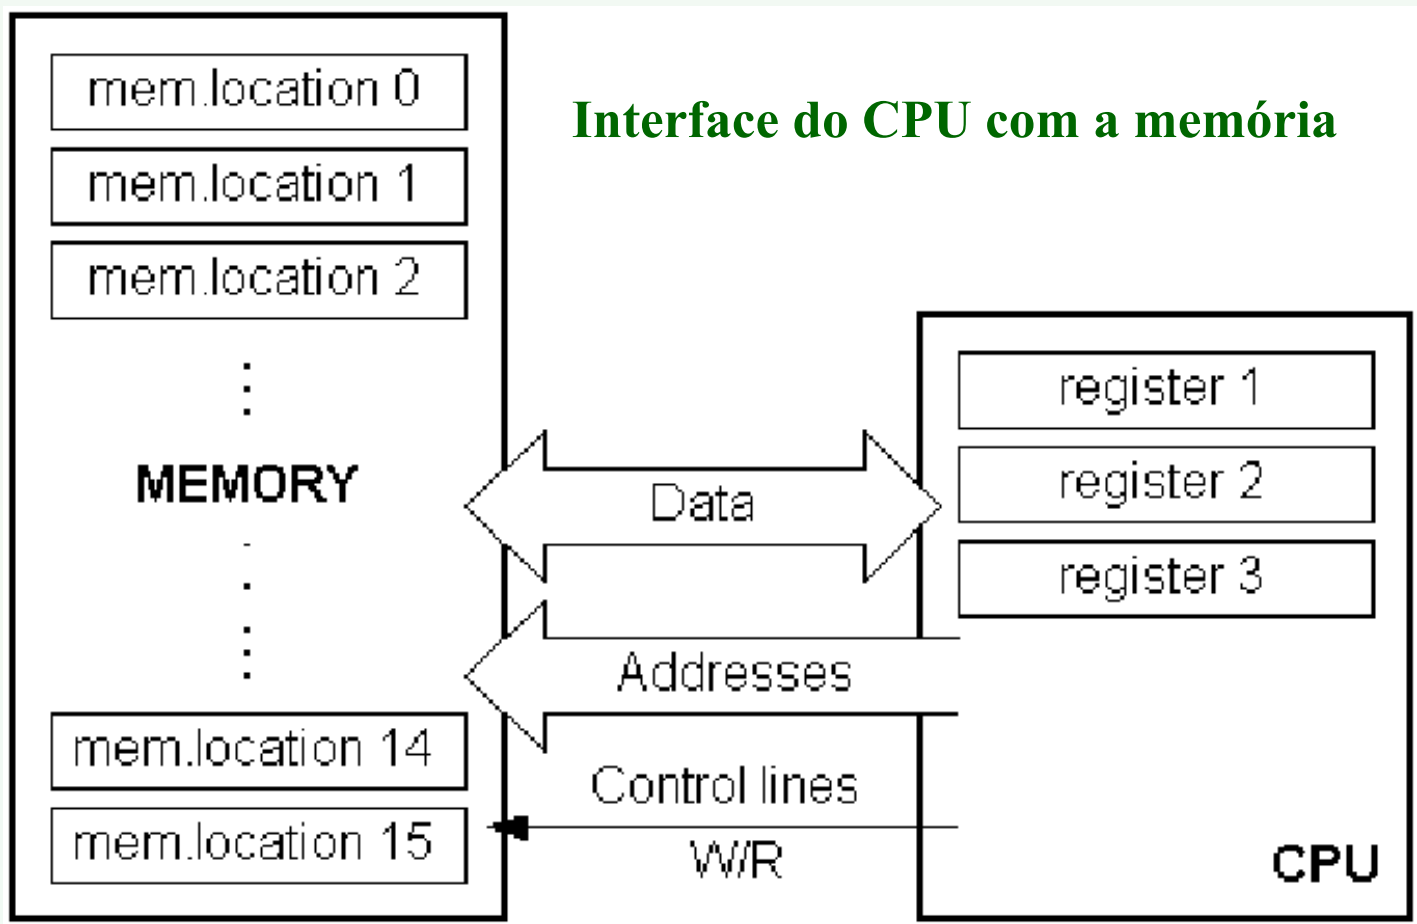 mem.location 0
Interface do CPU com a memória
mem.location 1
mem.location 2
register 1
MEMORY
Data
register 2
register 3
Addresses
mem.location 14
Control lines
mem.location 15
W/R
CPU